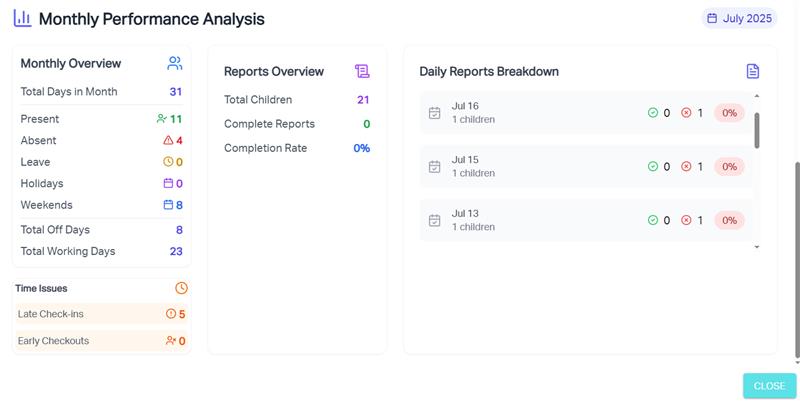 Monthly Performance Analysis
July 2025
Monthly Overview
Total Days in Month 31
Present 11
Absent 4
Leave 0
Holidays 0
Weekends 8
Total Off Days 8
Total Working Days 23
Time Issues
Late Check-ins 5
Early Checkouts 0
Reports Overview
Total Children 21
Complete Reports 0
Completion Rate 0%
Daily Reports Breakdown
Jul 16
1 children
0 1 0%
Jul 15
1 children
0 1 0%
Jul 13
1 children
0 1 0%
CLOSE